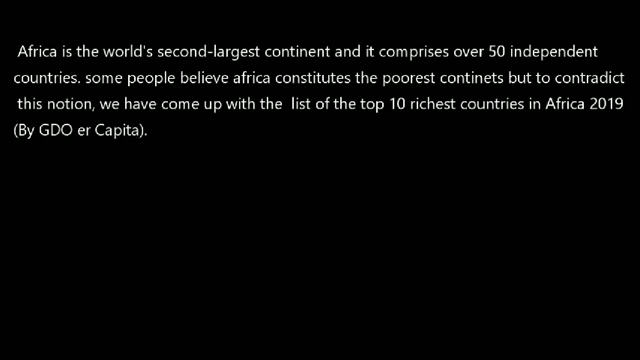 Africa is the world's second-largest continent and it comprises over 50 independent
countries. some people believe africa constitutes the poorest continets but to contradict
this notion, we have come up with the list of the top 10 richest countries in Africa 2019
(By GDO er Capita).